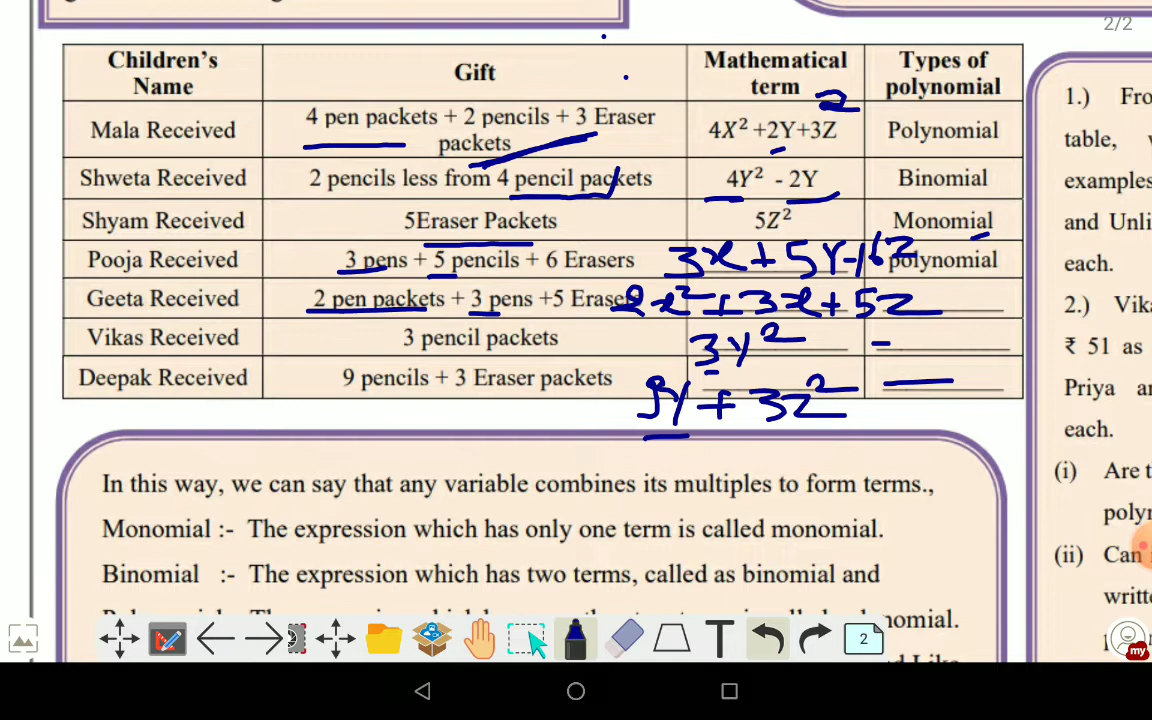 2/2
Children's Name | Gift | Mathematical term | Types of polynomial
Mala Received | 4 pen packets + 2 pencils + 3 Eraser packets | 4X² +2Y+3Z 2 | Polynomial
Shweta Received | 2 pencils less from 4 pencil packets | 4Y² - 2Y | Binomial
Shyam Received | 5Eraser Packets | 5Z² | Monomial
Pooja Received | 3 pens + 5 pencils + 6 Erasers | 3x + 5Y+6z | polynomial
Geeta Received | 2 pen packets + 3 pens +5 Erasers | 2x² + 3x + 5z
Vikas Received | 3 pencil packets | 3y²
Deepak Received | 9 pencils + 3 Eraser packets | 9y + 3z²
In this way, we can say that any variable combines its multiples to form terms.,
Monomial :- The expression which has only one term is called monomial.
Binomial :- The expression which has two terms, called as binomial and
1.) Fro
table,
examples
and Unli
each.
2.) Vika
₹ 51 as
Priya an
each.
(i) Are t
polyn
(ii) Can
writte
T
2
my